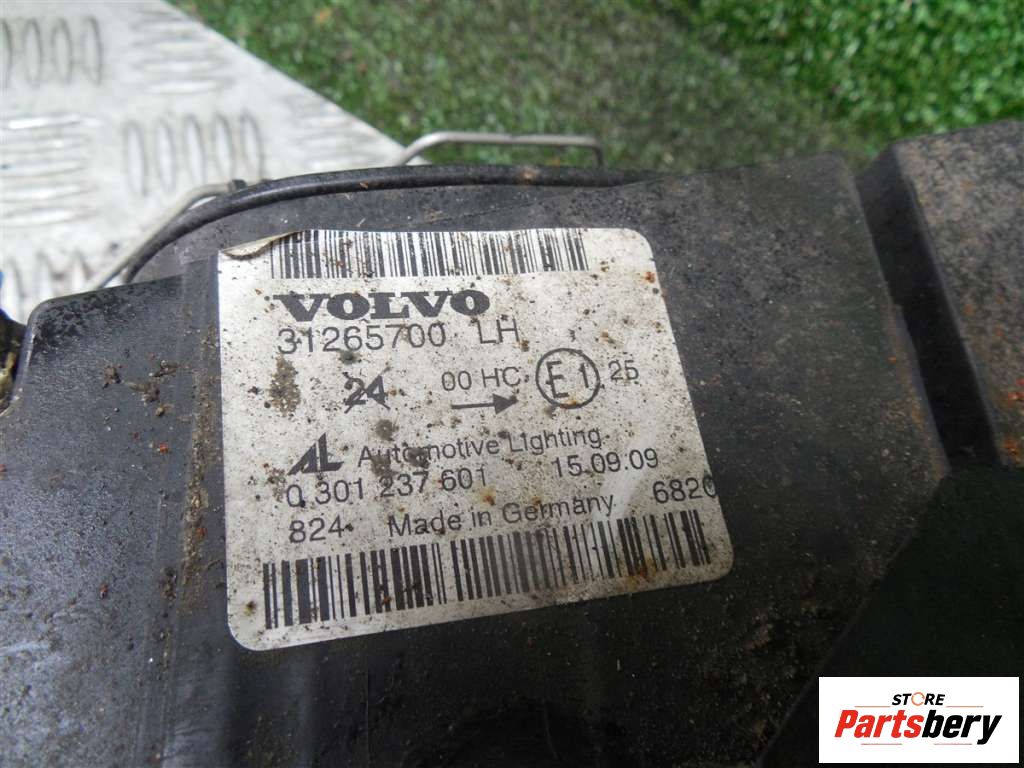 VOLVO
31265700 LH
24 00 HC E1 25
AL Automotive Lighting
0 301 237 601 15.09.09
824 Made in Germany 6820
STORE
Partsbery